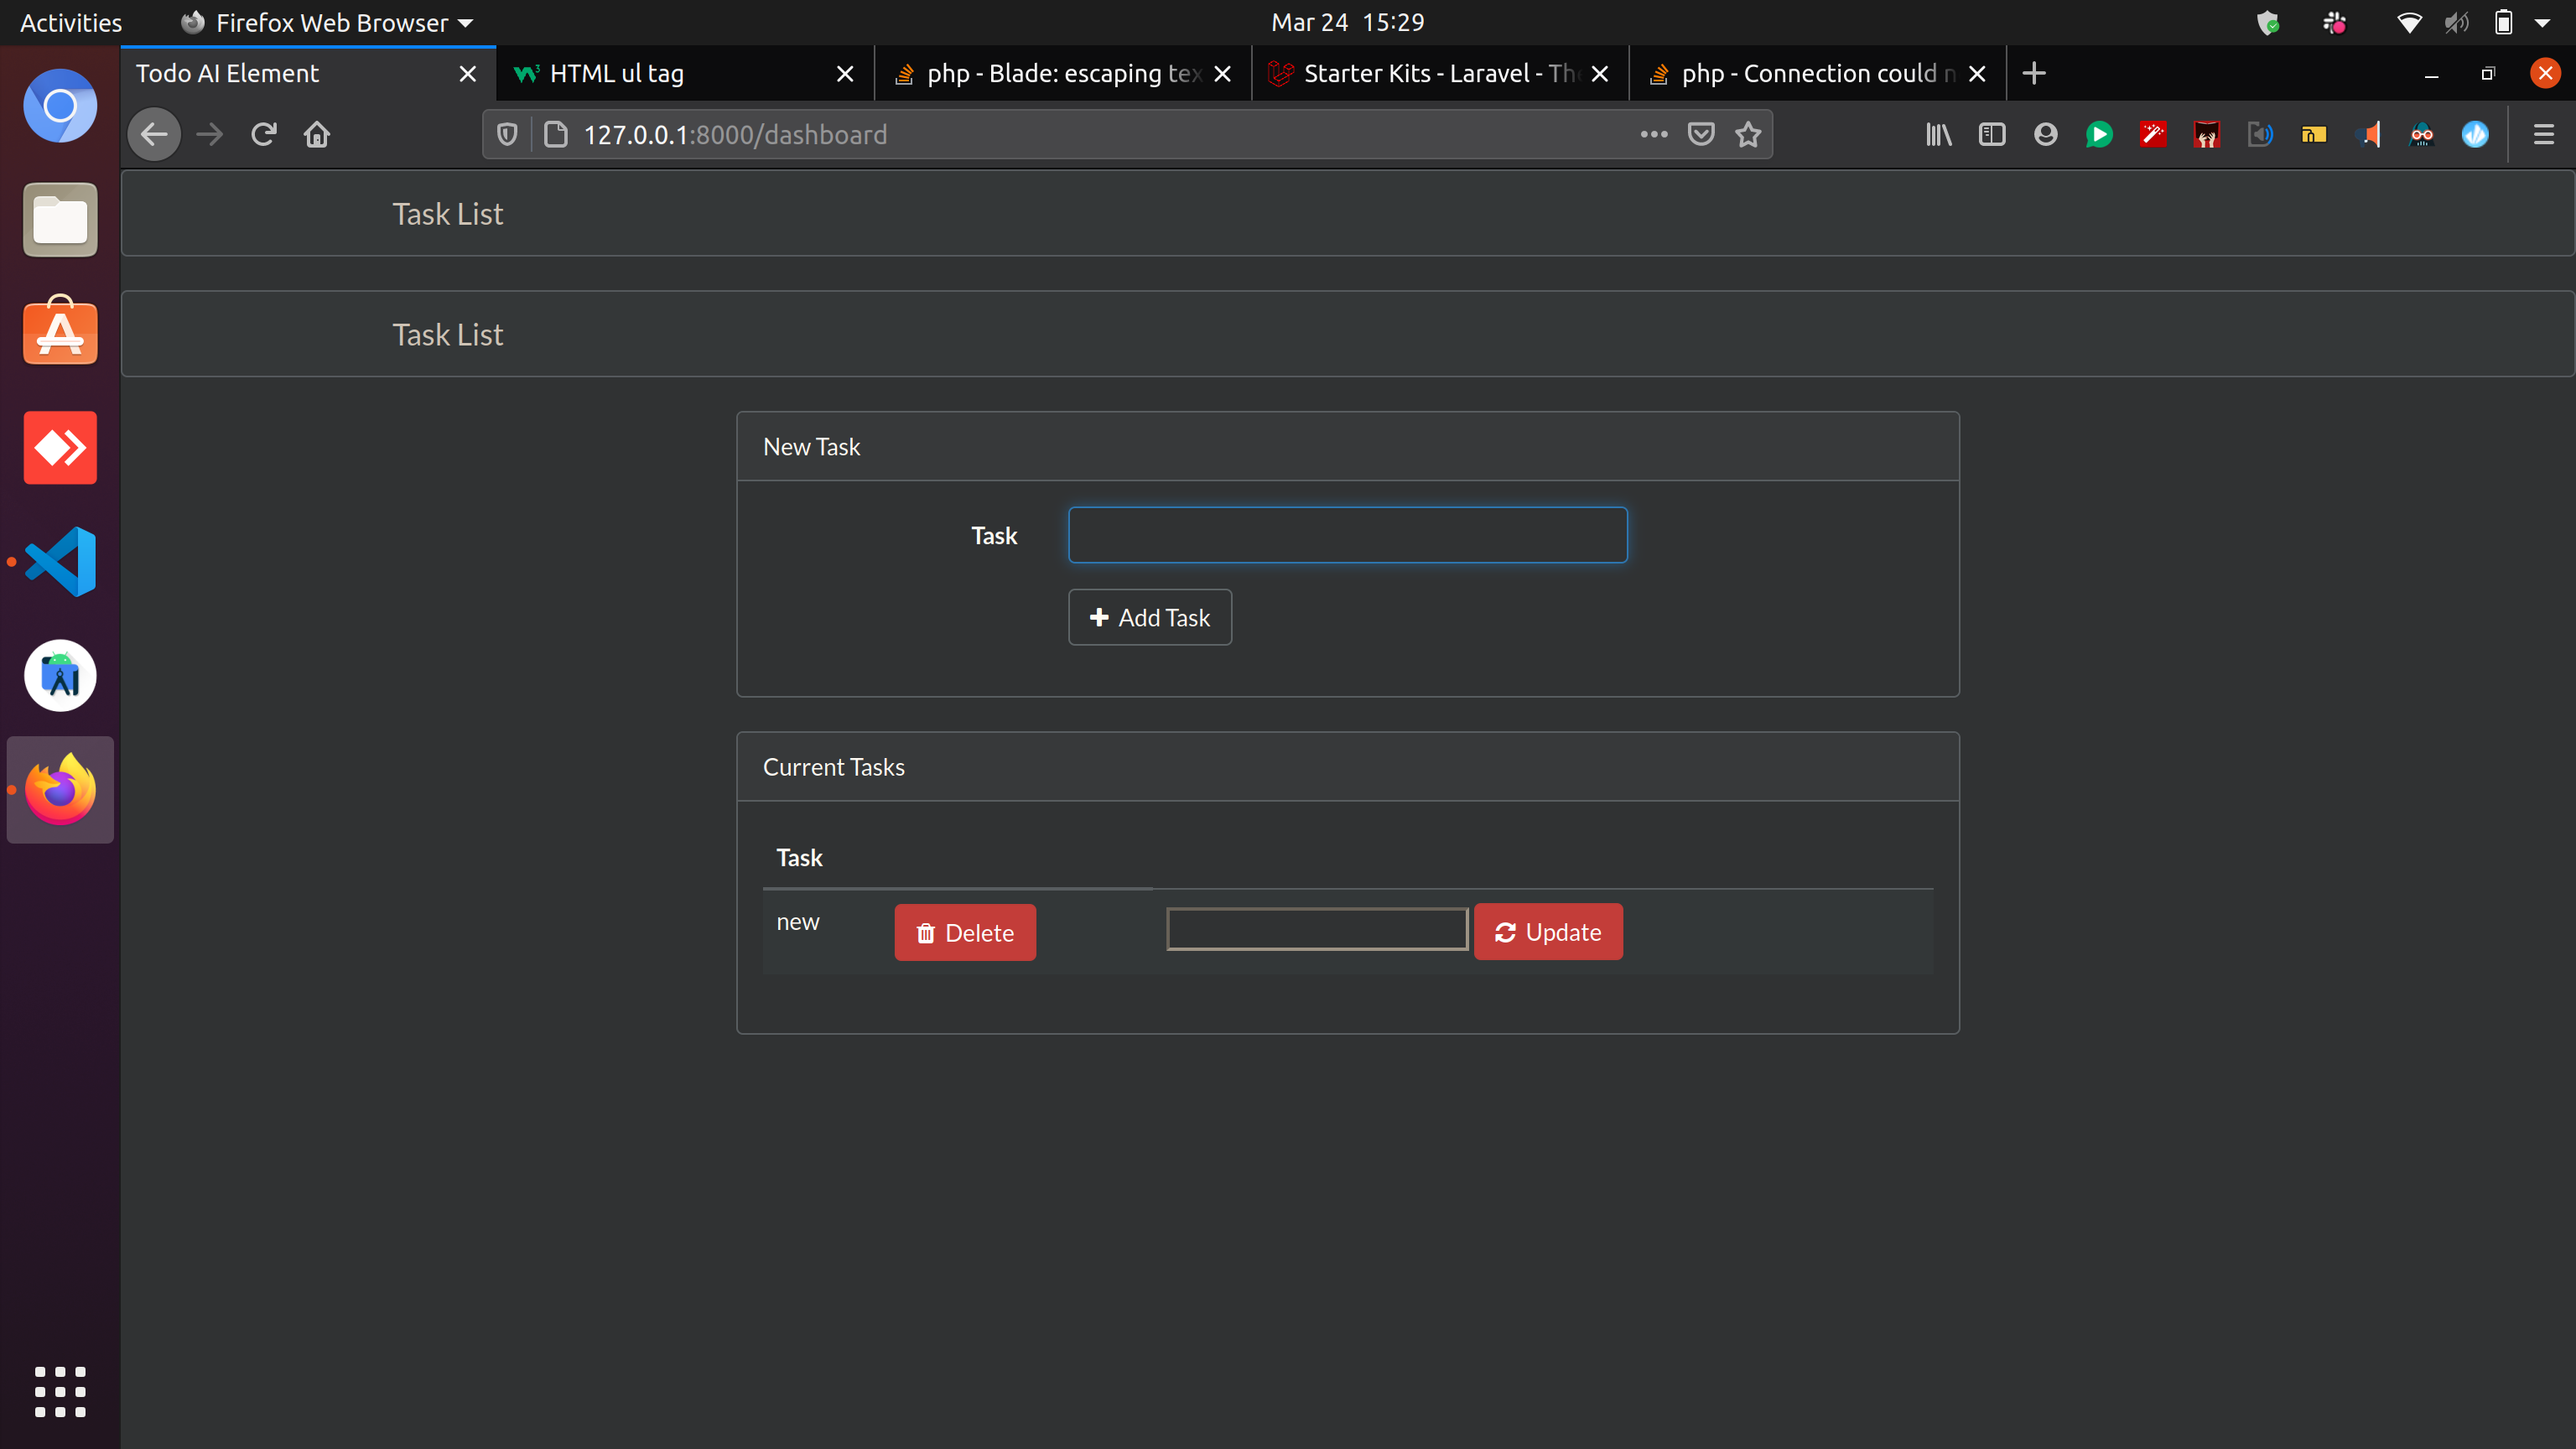 Activities
Firefox Web Browser
Mar 24 15:29
Todo AI Element
HTML ul tag
php - Blade: escaping tex
Starter Kits - Laravel - The
php - Connection could n
127.0.0.1:8000/dashboard
Task List
Task List
New Task
Task
Add Task
Current Tasks
Task
new
Delete
Update